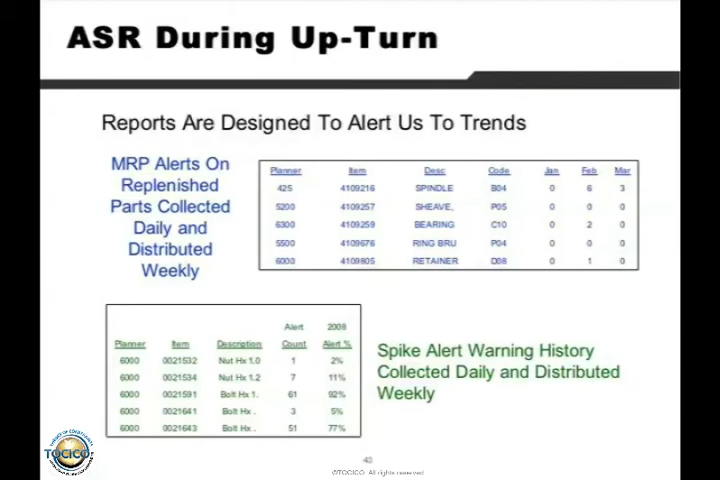 ASR During Up-Turn
Reports Are Designed To Alert Us To Trends
MRP Alerts On
Replenished
Parts Collected
Daily and
Distributed
Weekly
Planner Item Desc Code Jan Feb Mar
425 4109216 SPINDLE B04 0 6 3
5200 4109257 SHEAVE, P05 0 0 0
6300 4109259 BEARING C10 0 2 0
5500 4109676 RING BRU P04 0 0 0
6000 4109805 RETAINER D08 0 1 0
Alert 2008
Planner Item Description Count Alert %
6000 0021532 Nut Hx 1.0 1 2%
6000 0021534 Nut Hx 1.2 7 11%
6000 0021591 Bolt Hx 1. 61 92%
6000 0021641 Bolt Hx . 3 5%
6000 0021643 Bolt Hx . 51 77%
Spike Alert Warning History
Collected Daily and Distributed
Weekly
TOCICO
43
©TOCICO. All rights reserved